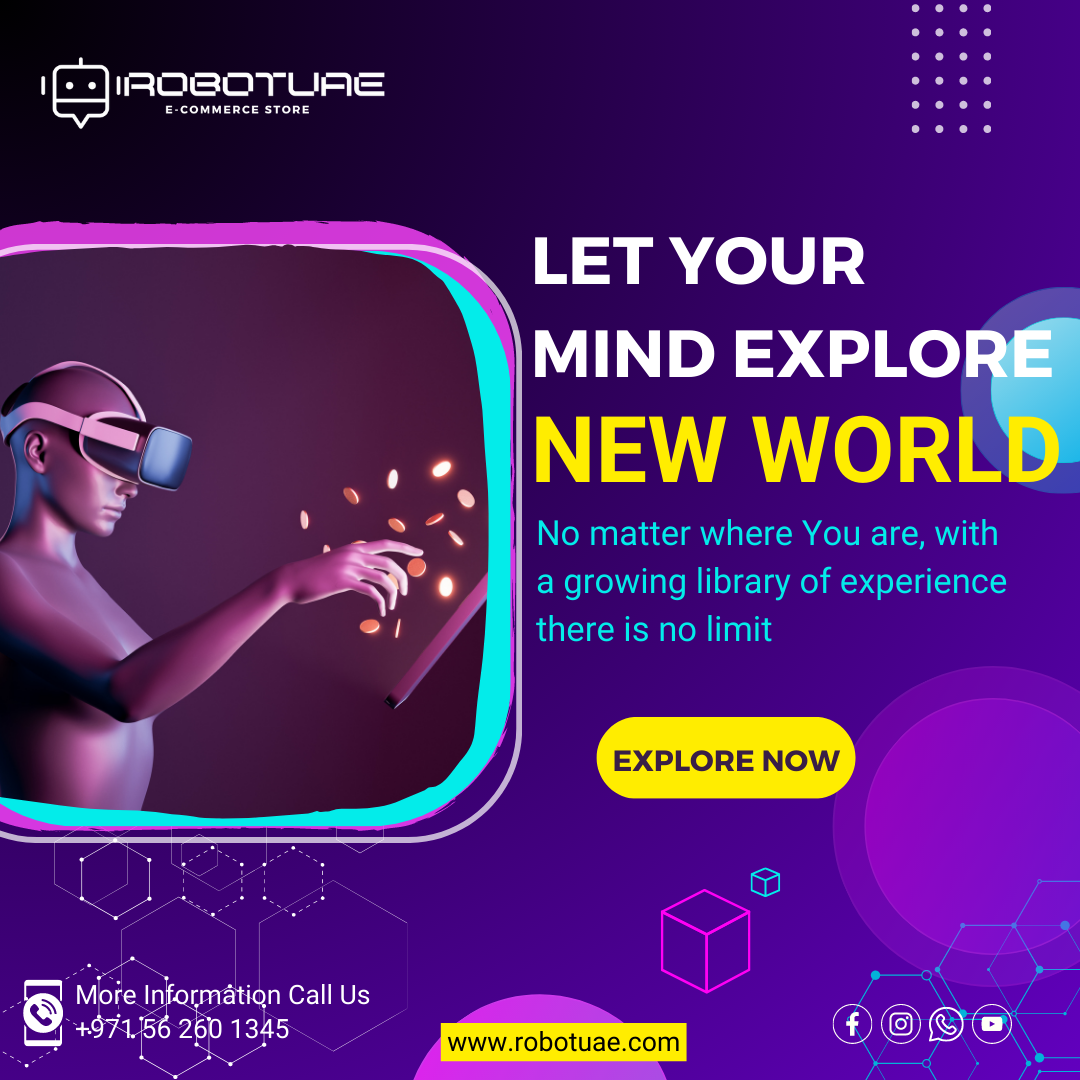 ROBOTUAE
E-COMMERCE STORE
LET YOUR
MIND EXPLORE
NEW WORLD
No matter where You are, with
a growing library of experience
there is no limit
EXPLORE NOW
More Information Call Us
+971 56 260 1345
www.robotuae.com